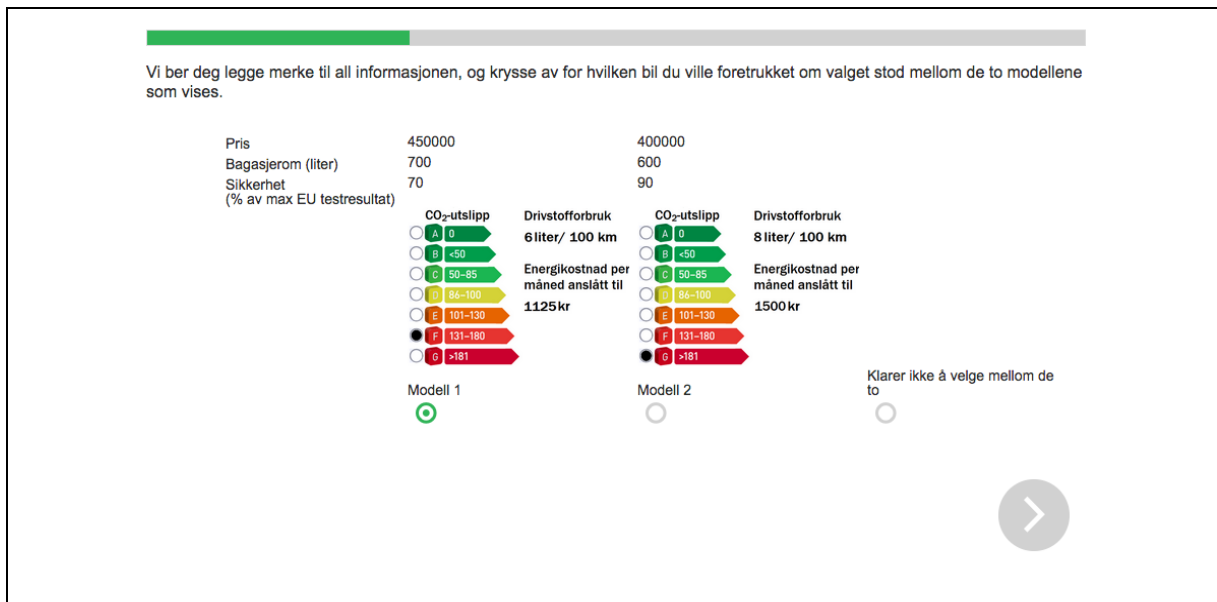 Vi ber deg legge merke til all informasjonen, og krysse av for hvilken bil du ville foretrukket om valget stod mellom de to modellene
som vises.
Pris 450000 400000
Bagasjerom (liter) 700 600
Sikkerhet 70 90
(% av max EU testresultat)
CO₂-utslipp Drivstofforbruk CO₂-utslipp Drivstofforbruk
A 0 6 liter/ 100 km A 0 8 liter/ 100 km
B <50 B <50
C 50–85 Energikostnad per C 50–85 Energikostnad per
måned anslått til måned anslått til
D 86–100 D 86–100
1125 kr 1500 kr
E 101–130 E 101–130
F 131–180 F 131–180
G >181 G >181
Klarer ikke å velge mellom de
Modell 1 Modell 2 to